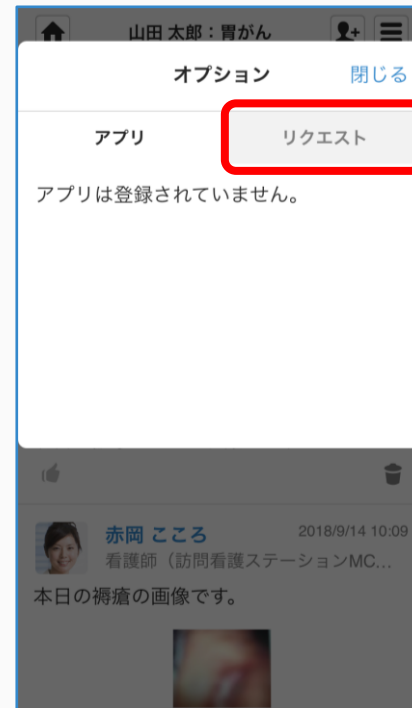 山田 太郎：胃がん
オプション
閉じる
アプリ
リクエスト
アプリは登録されていません。
赤岡 こころ
2018/9/14 10:09
看護師（訪問看護ステーションMC...
本日の褥瘡の画像です。